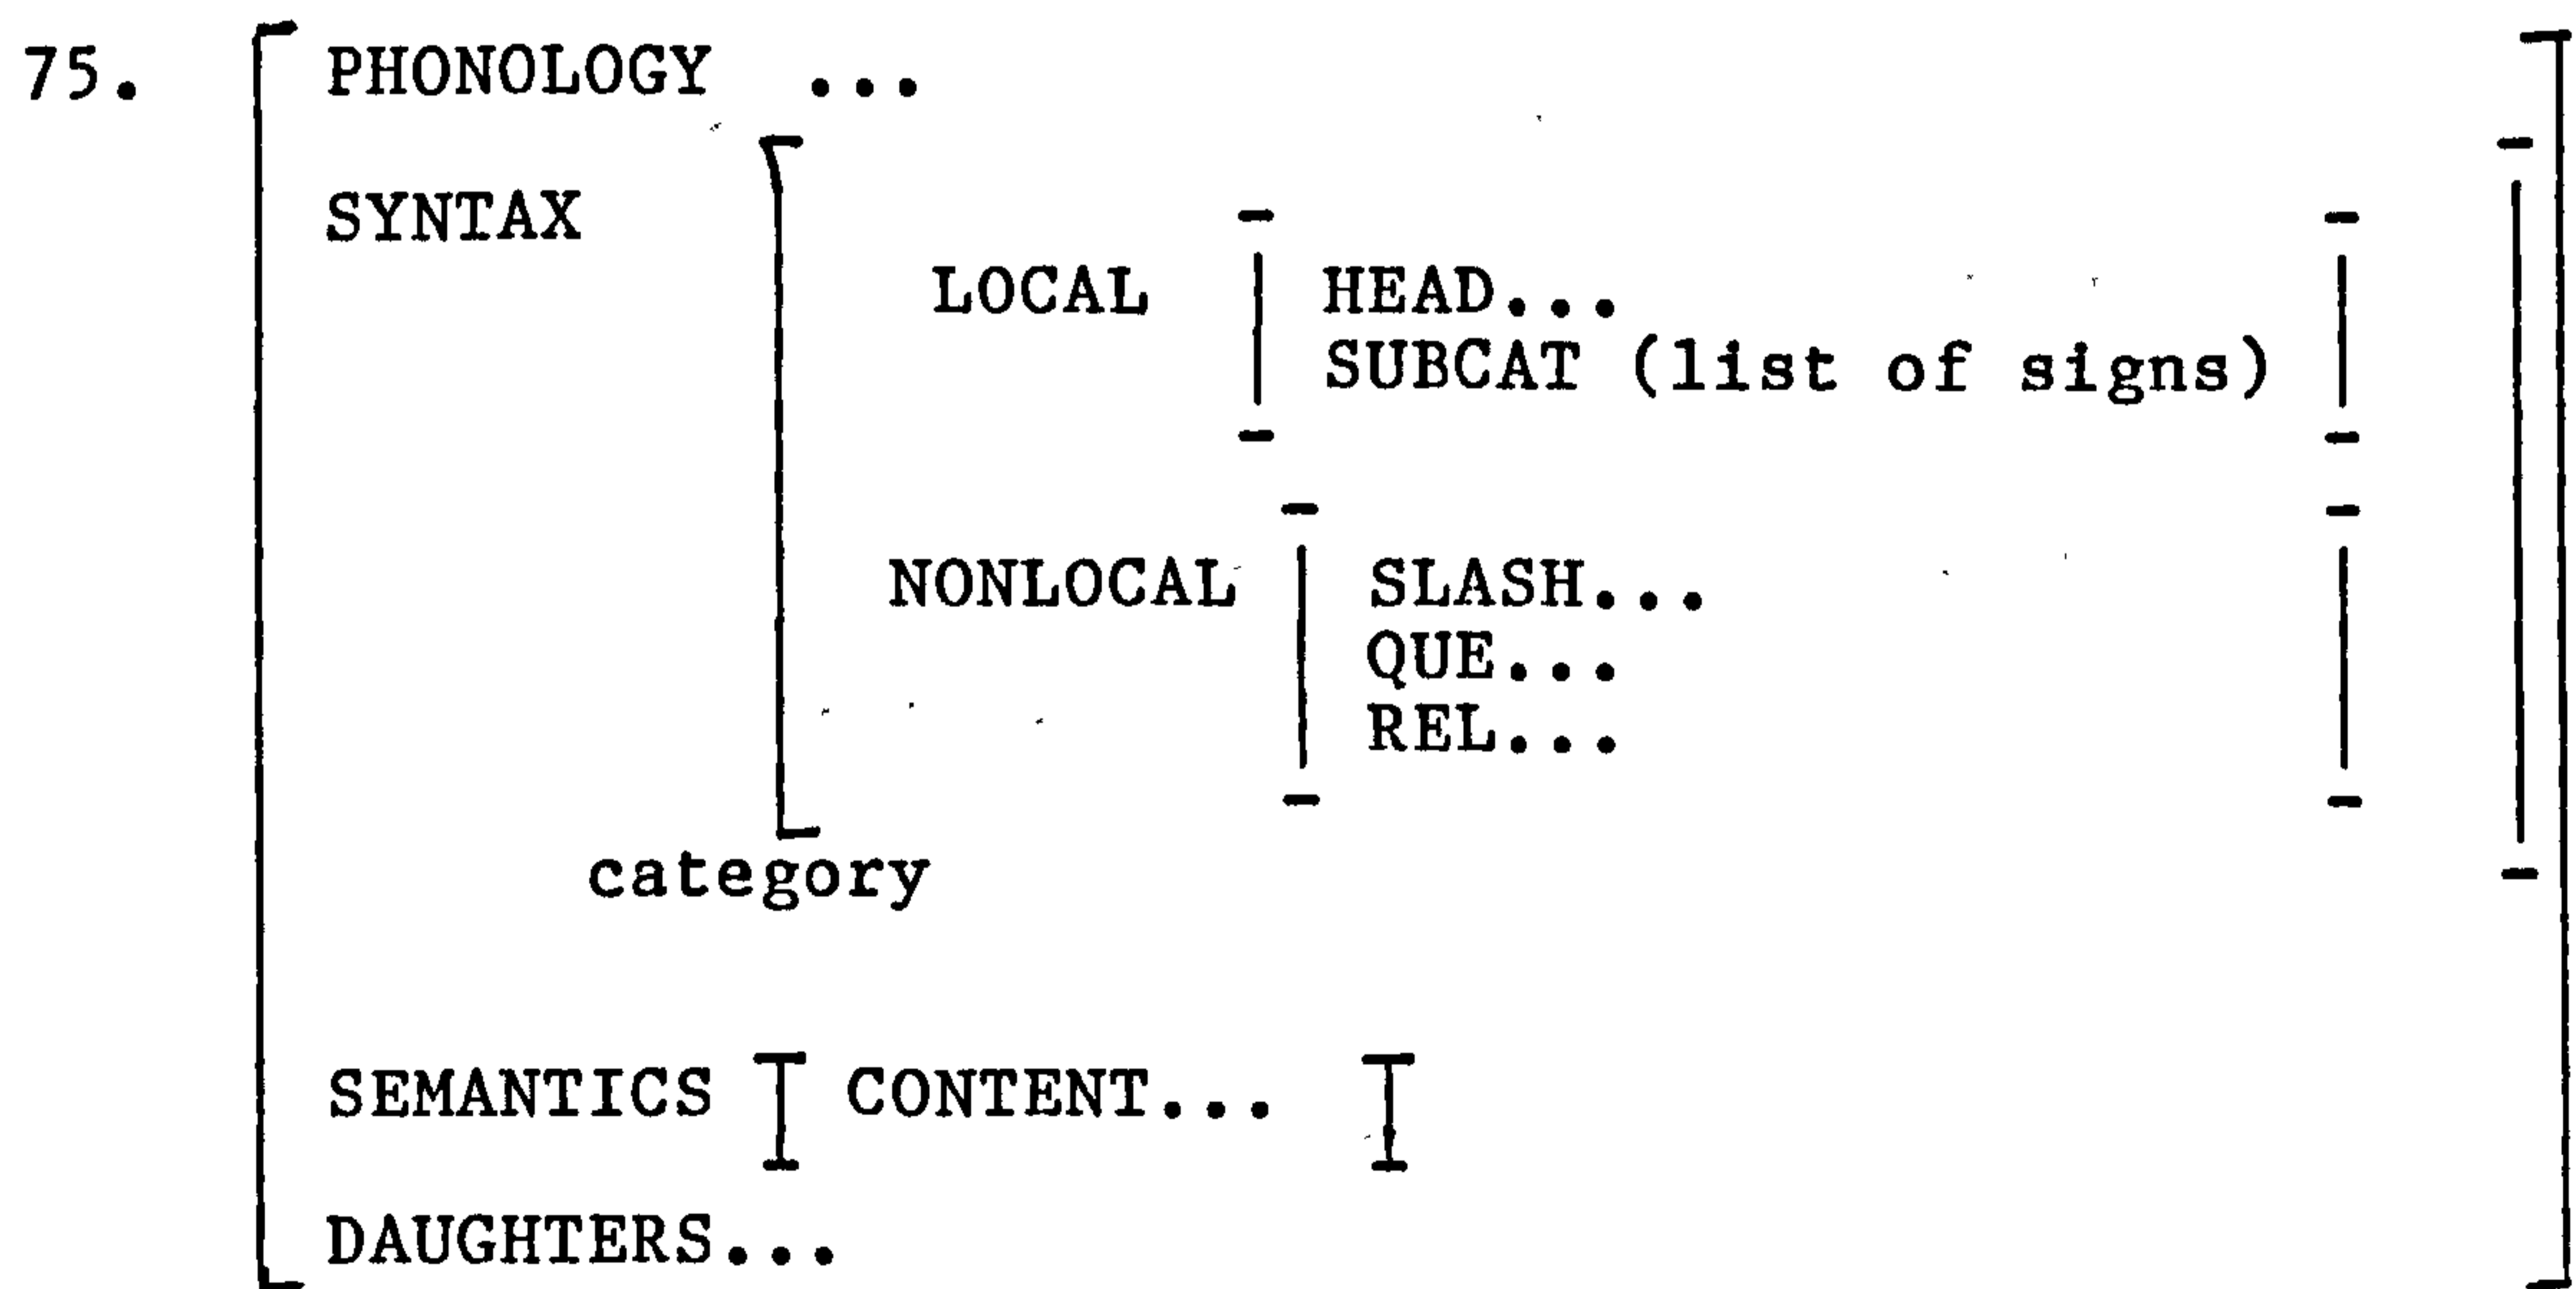 75.
PHONOLOGY ...
SYNTAX
LOCAL HEAD...
SUBCAT (list of signs)
NONLOCAL SLASH...
QUE...
REL...
category
SEMANTICS CONTENT...
DAUGHTERS...